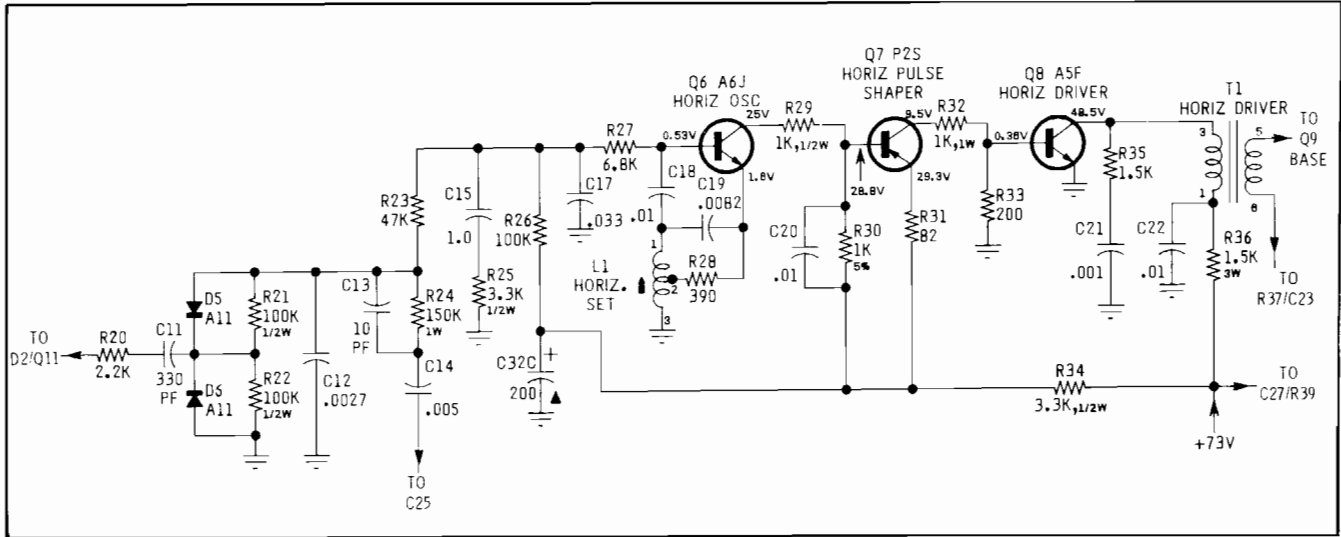 Q6 A6J
HORIZ OSC
25V
0.53V
1.8V
R29
1K,1/2W
Q7 P2S
HORIZ PULSE
SHAPER
9.5V
28.8V
29.3V
R32
1K,1W
Q8 A5F
HORIZ DRIVER
48.5V
0.38V
T1
HORIZ DRIVER
3
1
5
6
TO
Q9
BASE
TO
R37/C23
R27
6.8K
R23
47K
C15
1.0
R26
100K
C17
.033
C18
.01
C19
.0082
R28
390
1
2
3
L1
HORIZ.
SET
R25
3.3K
1/2W
C20
.01
R30
1K
5%
R31
82
R33
200
R35
1.5K
C21
.001
C22
.01
R36
1.5K
3W
TO
D2/Q11
R20
2.2K
C11
330
PF
D5
A11
D6
A11
R21
100K
1/2W
R22
100K
1/2W
C12
.0027
C13
10
PF
R24
150K
1W
C14
.005
TO
C25
C32C
+
200
R34
3.3K,1/2W
TO
C27/R39
+73V